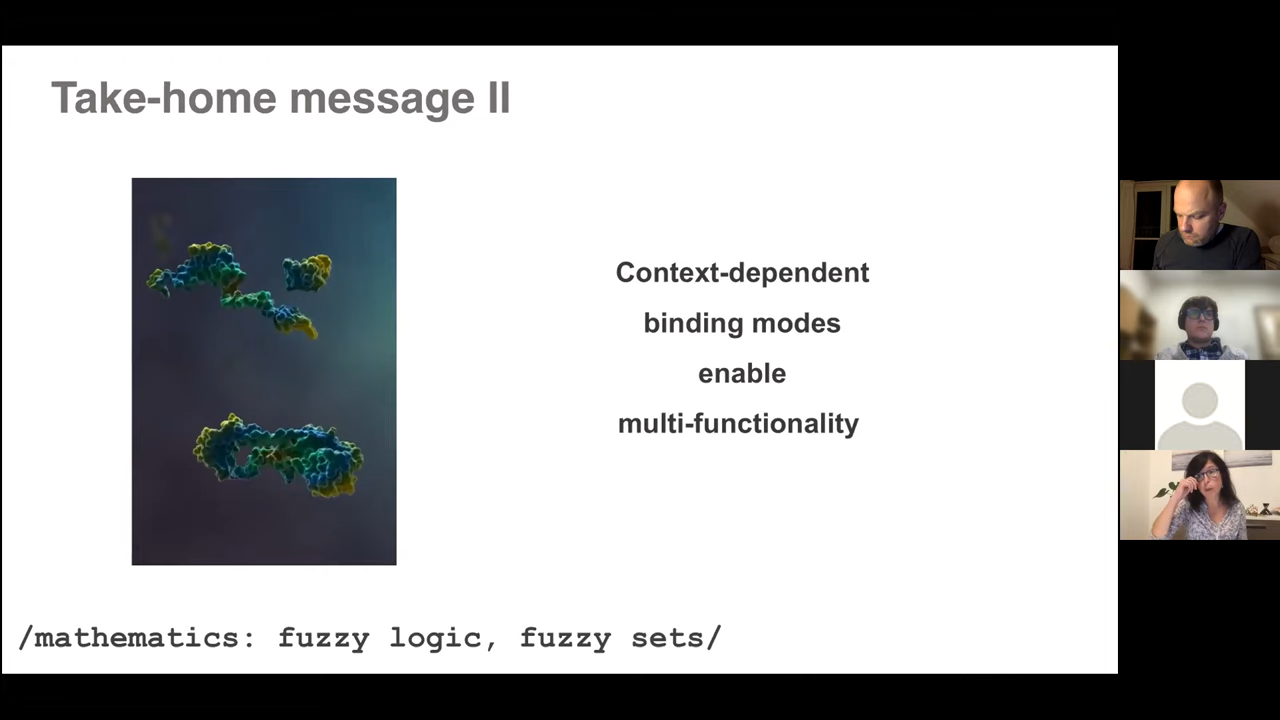 Take-home message II
Context-dependent
binding modes
enable
multi-functionality
/mathematics: fuzzy logic, fuzzy sets/